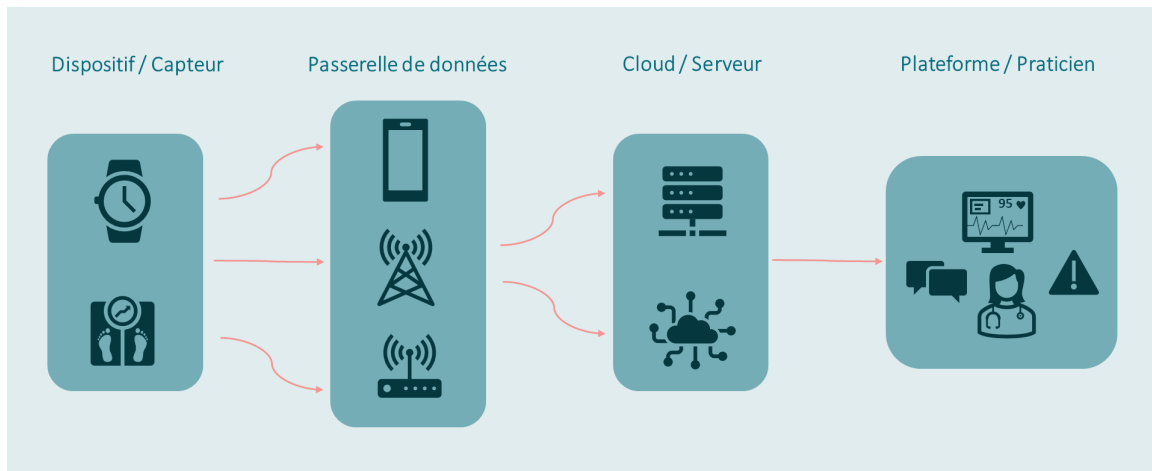 Dispositif / Capteur
Passerelle de données
Cloud / Serveur
Plateforme / Praticien
95